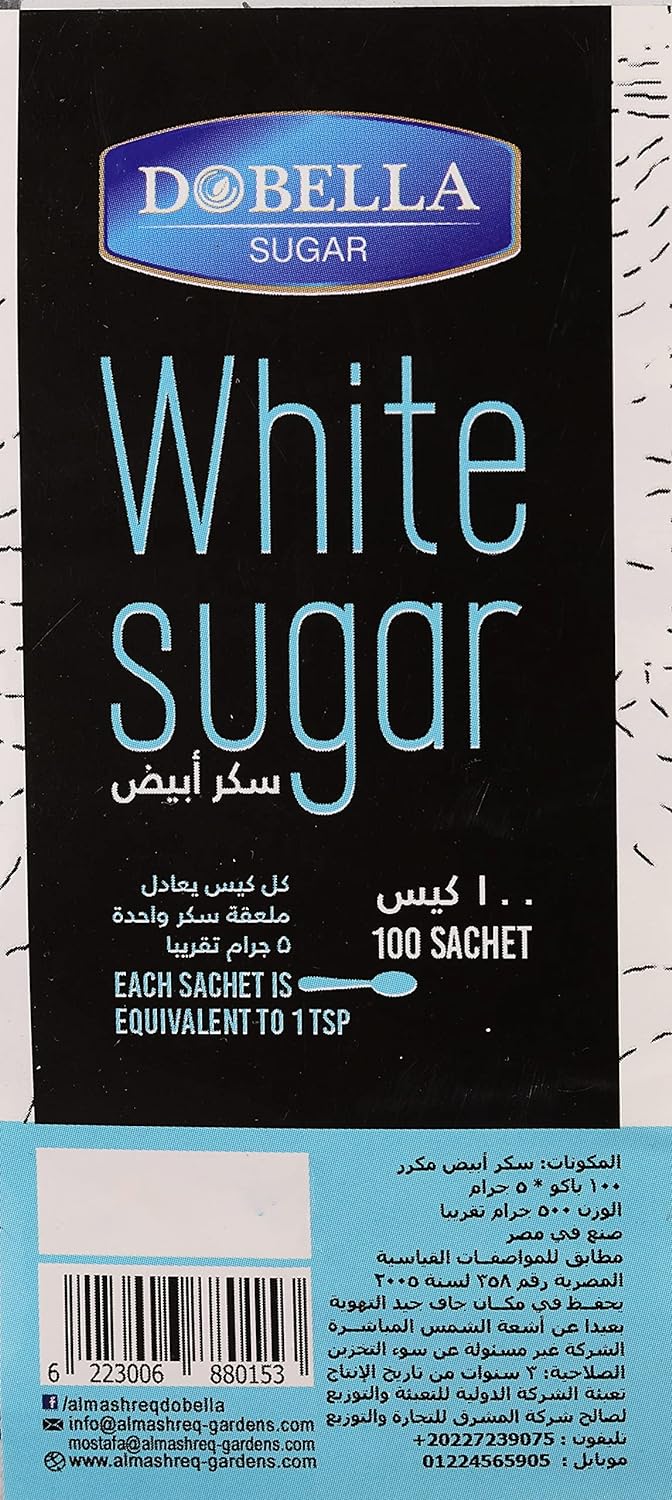 DOBELLA
SUGAR
White
sugar
سكر أبيض
كل كيس يعادل
ملعقة سكر واحدة
٥ جرام تقريبا
١٠٠ كيس
100 SACHET
EACH SACHET IS
EQUIVALENT TO 1 TSP
المكونات: سكر أبيض مكرر
١٠٠ باكو * ٥ جرام
الوزن ٥٠٠ جرام تقريبا
صنع في مصر
مطابق للمواصفات القياسية
المصرية رقم ٣٥٨ لسنة ٢٠٠٥
يحفظ في مكان جاف جيد التهوية
بعيدا عن أشعة الشمس المباشرة
الشركة غير مسئولة عن سوء التخزين
الصلاحية: ٣ سنوات من تاريخ الإنتاج
تعبئة الشركة الدولية للتعبئة والتوزيع
لصالح شركة المشرق للتجارة والتوزيع
تليفون : 20227239075+
موبايل : 01224565905
6 223006 880153
/almashreqdobella
info@almashreq-gardens.com
mostafa@almashreq-gardens.com
www.almashreq-gardens.com